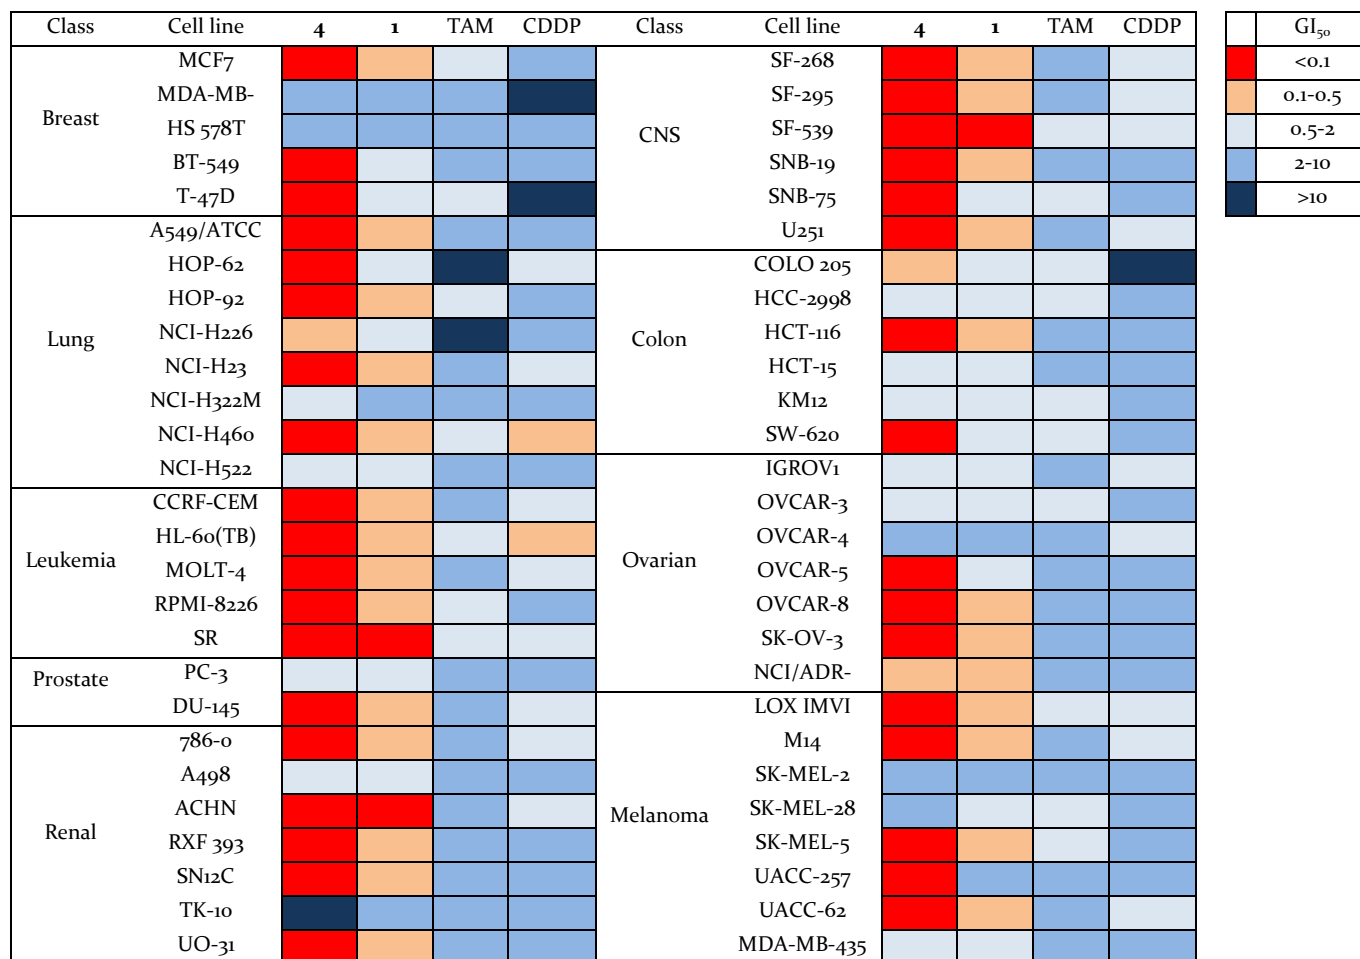 Class Cell line 4 1 TAM CDDP Class Cell line 4 1 TAM CDDP GI₅₀
MCF7 SF-268 <0.1
MDA-MB- SF-295 0.1-0.5
Breast HS 578T CNS SF-539 0.5-2
BT-549 SNB-19 2-10
T-47D SNB-75 >10
A549/ATCC U251
HOP-62 COLO 205
HOP-92 HCC-2998
Lung NCI-H226 Colon HCT-116
NCI-H23 HCT-15
NCI-H322M KM12
NCI-H460 SW-620
NCI-H522 IGROV1
CCRF-CEM OVCAR-3
HL-60(TB) OVCAR-4
Leukemia MOLT-4 Ovarian OVCAR-5
RPMI-8226 OVCAR-8
SR SK-OV-3
Prostate PC-3 NCI/ADR-
DU-145 LOX IMVI
786-0 M14
A498 SK-MEL-2
Renal ACHN Melanoma SK-MEL-28
RXF 393 SK-MEL-5
SN12C UACC-257
TK-10 UACC-62
UO-31 MDA-MB-435